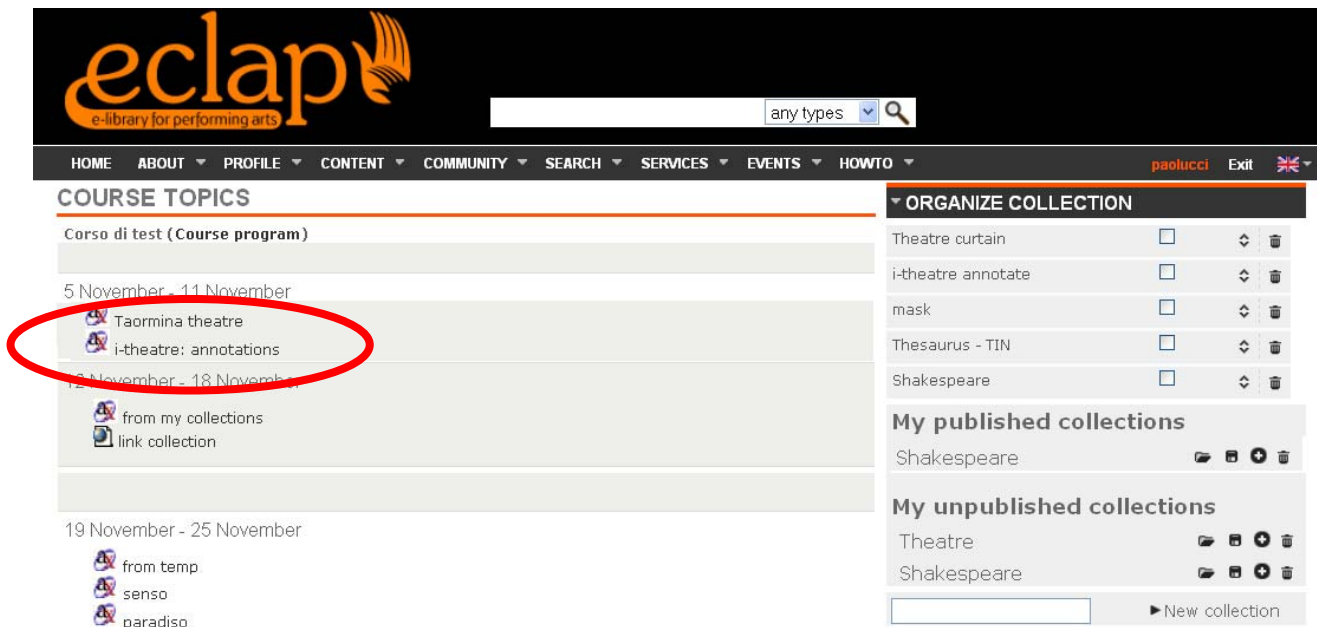 eclap
e-library for performing arts
any types
HOME ABOUT PROFILE CONTENT COMMUNITY SEARCH SERVICES EVENTS HOWTO paolucci Exit
COURSE TOPICS
Corso di test (Course program)
5 November - 11 November
Taormina theatre
i-theatre: annotations
12 November - 18 November
from my collections
link collection
19 November - 25 November
from temp
senso
paradiso
ORGANIZE COLLECTION
Theatre curtain
i-theatre annotate
mask
Thesaurus - TIN
Shakespeare
My published collections
Shakespeare
My unpublished collections
Theatre
Shakespeare
New collection